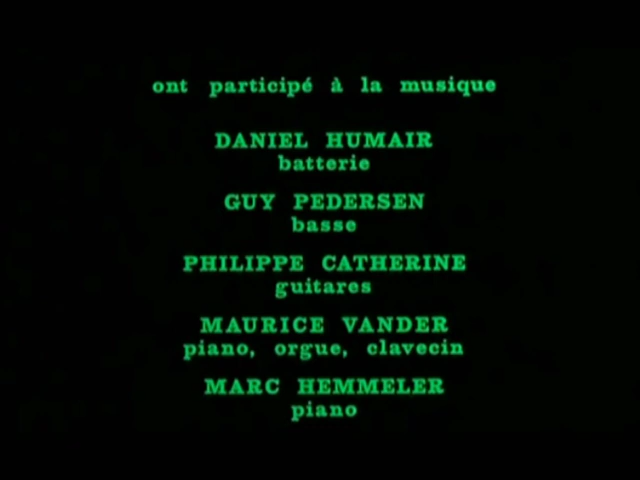 ont participé à la musique
DANIEL HUMAIR
batterie
GUY PEDERSEN
basse
PHILIPPE CATHERINE
guitares
MAURICE VANDER
piano, orgue, clavecin
MARC HEMMELER
piano